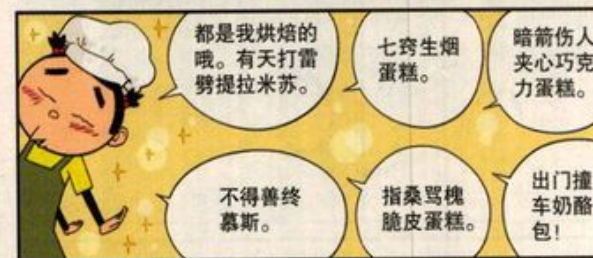 都是我烘焙的
哦。有天打雷
劈提拉米苏。
七窍生烟
蛋糕。
暗箭伤人
夹心巧克
力蛋糕。
不得善终
慕斯。
指桑骂槐
脆皮蛋糕。
出门撞
车奶酪
包!